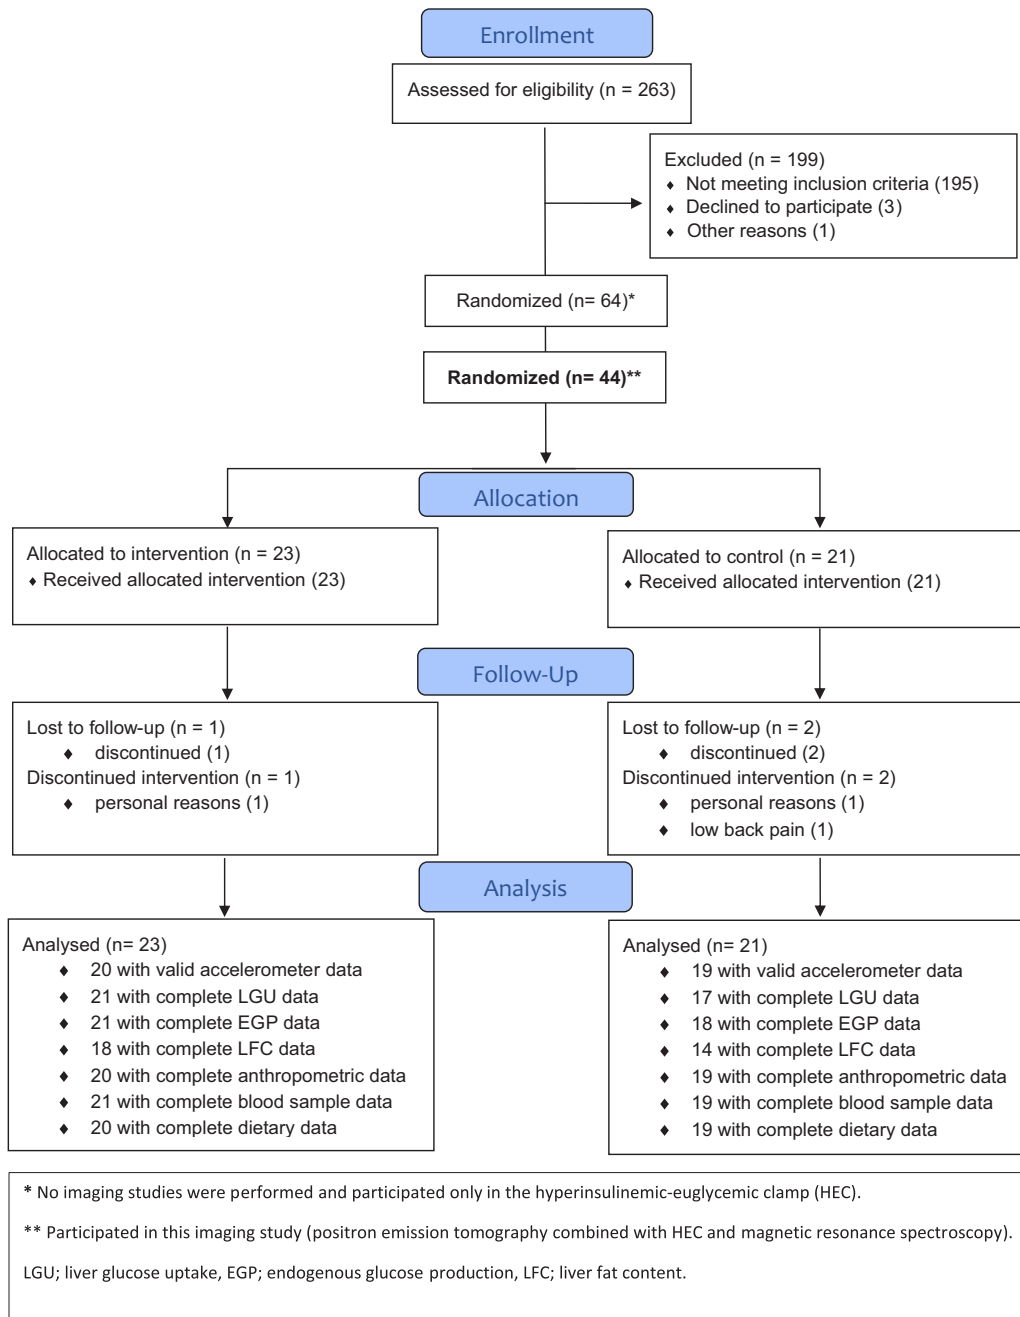 Enrollment
Assessed for eligibility (n = 263)
Excluded (n = 199)
♦ Not meeting inclusion criteria (195)
♦ Declined to participate (3)
♦ Other reasons (1)
Randomized (n= 64)*
Randomized (n= 44)**
Allocation
Allocated to intervention (n = 23)
♦ Received allocated intervention (23)
Allocated to control (n = 21)
♦ Received allocated intervention (21)
Follow-Up
Lost to follow-up (n = 1)
♦ discontinued (1)
Discontinued intervention (n = 1)
♦ personal reasons (1)
Lost to follow-up (n = 2)
♦ discontinued (2)
Discontinued intervention (n = 2)
♦ personal reasons (1)
♦ low back pain (1)
Analysis
Analysed (n= 23)
♦ 20 with valid accelerometer data
♦ 21 with complete LGU data
♦ 21 with complete EGP data
♦ 18 with complete LFC data
♦ 20 with complete anthropometric data
♦ 21 with complete blood sample data
♦ 20 with complete dietary data
Analysed (n= 21)
♦ 19 with valid accelerometer data
♦ 17 with complete LGU data
♦ 18 with complete EGP data
♦ 14 with complete LFC data
♦ 19 with complete anthropometric data
♦ 19 with complete blood sample data
♦ 19 with complete dietary data
* No imaging studies were performed and participated only in the hyperinsulinemic-euglycemic clamp (HEC).
** Participated in this imaging study (positron emission tomography combined with HEC and magnetic resonance spectroscopy).
LGU; liver glucose uptake, EGP; endogenous glucose production, LFC; liver fat content.